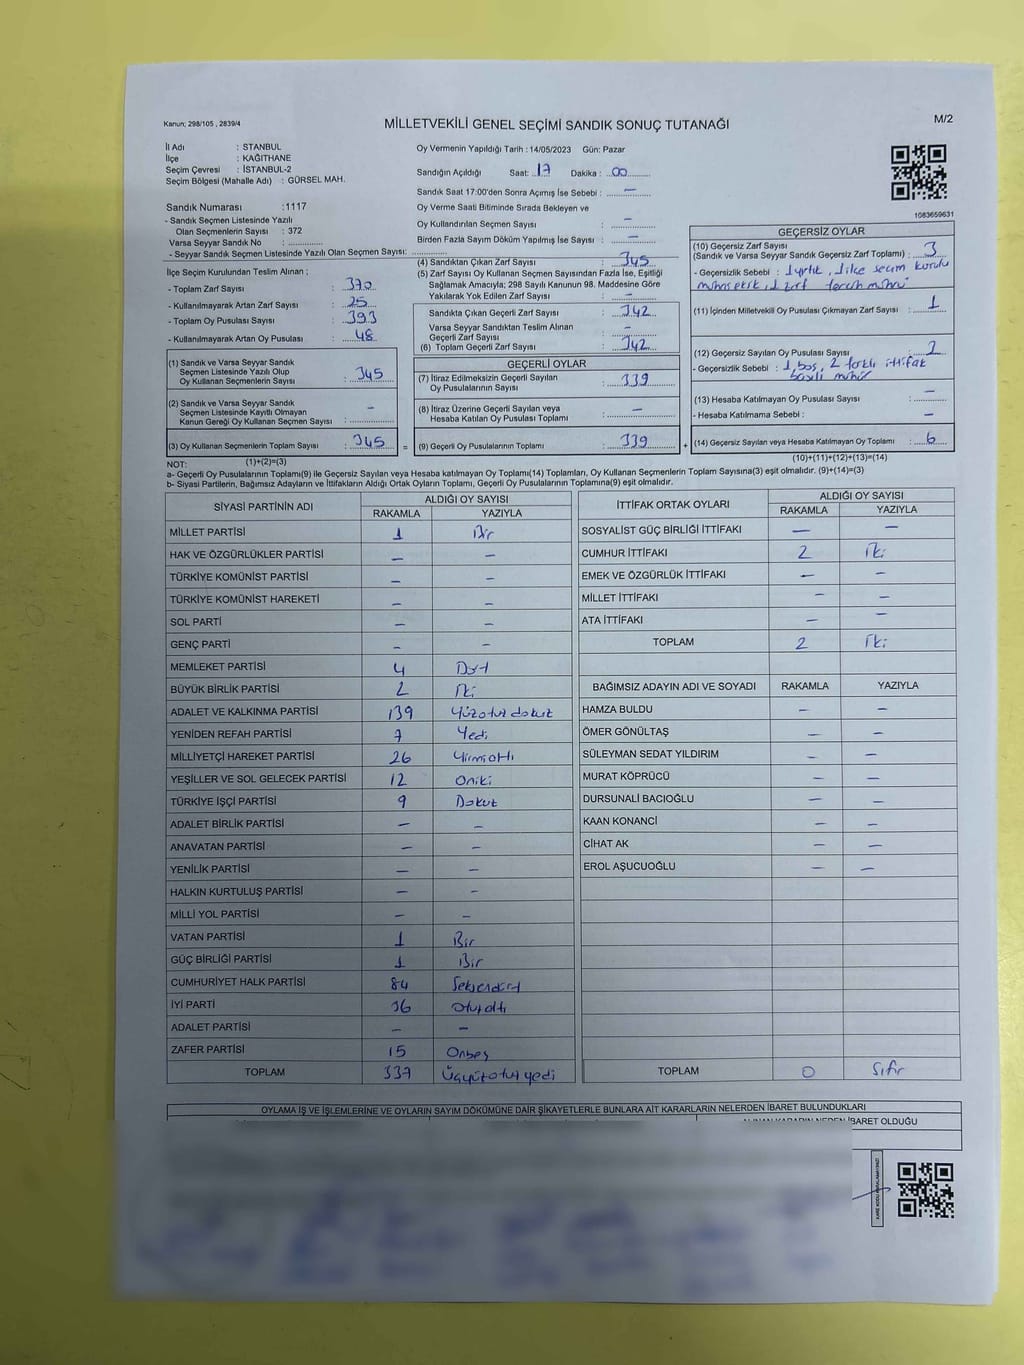 Kanun; 298/105 , 2839/4
MİLLETVEKİLİ GENEL SEÇİMİ SANDIK SONUÇ TUTANAĞI
M/2
İl Adı : STANBUL
İlçe : KAĞITHANE
Seçim Çevresi : İSTANBUL-2
Seçim Bölgesi (Mahalle Adı) : GÜRSEL MAH.
Oy Vermenin Yapıldığı Tarih : 14/05/2023 Gün: Pazar
Sandığın Açıldığı Saat: 17 Dakika : 00
Sandık Saat 17:00'den Sonra Açımış İse Sebebi : –
Oy Verme Saati Bitiminde Sırada Bekleyen ve
Oy Kullandırılan Seçmen Sayısı : –
Birden Fazla Sayım Döküm Yapılmış İse Sayısı : –
1083659631
Sandık Numarası :1117
- Sandık Seçmen Listesinde Yazılı
Olan Seçmenlerin Sayısı : 372
Varsa Seyyar Sandık No :
- Seyyar Sandık Seçmen Listesinde Yazılı Olan Seçmen Sayısı:
İlçe Seçim Kurulundan Teslim Alınan ;
- Toplam Zarf Sayısı : 370
- Kullanılmayarak Artan Zarf Sayısı : 25
- Toplam Oy Pusulası Sayısı : 393
- Kullanılmayarak Artan Oy Pusulası : 48
(1) Sandık ve Varsa Seyyar Sandık
Seçmen Listesinde Yazılı Olup
Oy Kullanan Seçmenlerin Sayısı : 345
(2) Sandık ve Varsa Seyyar Sandık
Seçmen Listesinde Kayıtlı Olmayan
Kanun Gereği Oy Kullanan Seçmen Sayısı : –
(3) Oy Kullanan Seçmenlerin Toplam Sayısı : 345 =
(1)+(2)=(3)
(4) Sandıktan Çıkan Zarf Sayısı : 345
(5) Zarf Sayısı Oy Kullanan Seçmen Sayısından Fazla İse, Eşitliği
Sağlamak Amacıyla; 298 Sayılı Kanunun 98. Maddesine Göre
Yakılarak Yok Edilen Zarf Sayısı : –
Sandıkta Çıkan Geçerli Zarf Sayısı : 342
Varsa Seyyar Sandıktan Teslim Alınan
Geçerli Zarf Sayısı : –
(6) Toplam Geçerli Zarf Sayısı : 342
GEÇERLİ OYLAR
(7) İtiraz Edilmeksizin Geçerli Sayılan
Oy Pusulalarının Sayısı : 339
(8) İtiraz Üzerine Geçerli Sayılan veya
Hesaba Katılan Oy Pusulası Toplamı : –
(9) Geçerli Oy Pusulalarının Toplamı : 339 +
GEÇERSİZ OYLAR
(10) Geçersiz Zarf Sayısı
(Sandık ve Varsa Seyyar Sandık Geçersiz Zarf Toplamı) : 3
- Geçersizlik Sebebi : 1 yırtık, 1 ilçe seçim kurulu
mührü eksik, 1 zarf tercih mührü
(11) İçinden Milletvekili Oy Pusulası Çıkmayan Zarf Sayısı : 1
(12) Geçersiz Sayılan Oy Pusulası Sayısı :
- Geçersizlik Sebebi : 1 boş, 2 farklı ittifak
(13) Hesaba Katılmayan Oy Pusulası Sayısı : –
- Hesaba Katılmama Sebebi : –
(14) Geçersiz Sayılan veya Hesaba Katılmayan Oy Toplamı : 6
(10)+(11)+(12)+(13)=(14)
NOT:
a- Geçerli Oy Pusulalarının Toplamı(9) ile Geçersiz Sayılan veya Hesaba katılmayan Oy Toplamı(14) Toplamları, Oy Kullanan Seçmenlerin Toplam Sayısına(3) eşit olmalıdır. (9)+(14)=(3)
b- Siyasi Partilerin, Bağımsız Adayların ve İttifakların Aldığı Ortak Oyların Toplamı, Geçerli Oy Pusulalarının Toplamına(9) eşit olmalıdır.
SİYASİ PARTİNİN ADI ALDIĞI OY SAYISI
RAKAMLA YAZIYLA
MİLLET PARTİSİ 1 Bir
HAK VE ÖZGÜRLÜKLER PARTİSİ – –
TÜRKİYE KOMÜNİST PARTİSİ – –
TÜRKİYE KOMÜNİST HAREKETİ – –
SOL PARTİ – –
GENÇ PARTİ – –
MEMLEKET PARTİSİ 4 Dört
BÜYÜK BİRLİK PARTİSİ 2 İki
ADALET VE KALKINMA PARTİSİ 139 Yüzotuzdokuz
YENİDEN REFAH PARTİSİ 7 Yedi
MİLLİYETÇİ HAREKET PARTİSİ 26 Yirmialtı
YEŞİLLER VE SOL GELECEK PARTİSİ 12 Oniki
TÜRKİYE İŞÇİ PARTİSİ 9 Dokuz
ADALET BİRLİK PARTİSİ – –
ANAVATAN PARTİSİ – –
YENİLİK PARTİSİ – –
HALKIN KURTULUŞ PARTİSİ – –
MİLLİ YOL PARTİSİ – –
VATAN PARTİSİ 1 Bir
GÜÇ BİRLİĞİ PARTİSİ 1 Bir
CUMHURİYET HALK PARTİSİ 84 Seksendört
İYİ PARTİ 36 Otuzaltı
ADALET PARTİSİ – –
ZAFER PARTİSİ 15 Onbeş
TOPLAM 337 Üçyüzotuzyedi
İTTİFAK ORTAK OYLARI ALDIĞI OY SAYISI
RAKAMLA YAZIYLA
SOSYALİST GÜÇ BİRLİĞİ İTTİFAKI – –
CUMHUR İTTİFAKI 2 İki
EMEK VE ÖZGÜRLÜK İTTİFAKI – –
MİLLET İTTİFAKI – –
ATA İTTİFAKI – –
TOPLAM 2 İki
BAĞIMSIZ ADAYIN ADI VE SOYADI RAKAMLA YAZIYLA
HAMZA BULDU – –
ÖMER GÖNÜLTAŞ – –
SÜLEYMAN SEDAT YILDIRIM – –
MURAT KÖPRÜCÜ – –
DURSUNALİ BACIOĞLU – –
KAAN KONANCİ – –
CİHAT AK – –
EROL AŞUCUOĞLU – –
TOPLAM 0 Sıfır
OYLAMA İŞ VE İŞLEMLERİNE VE OYLARIN SAYIM DÖKÜMÜNE DAİR ŞİKAYETLERLE BUNLARA AİT KARARLARIN NELERDEN İBARET BULUNDUKLARI
ALINAN KARARIN NEDEN İBARET OLDUĞU